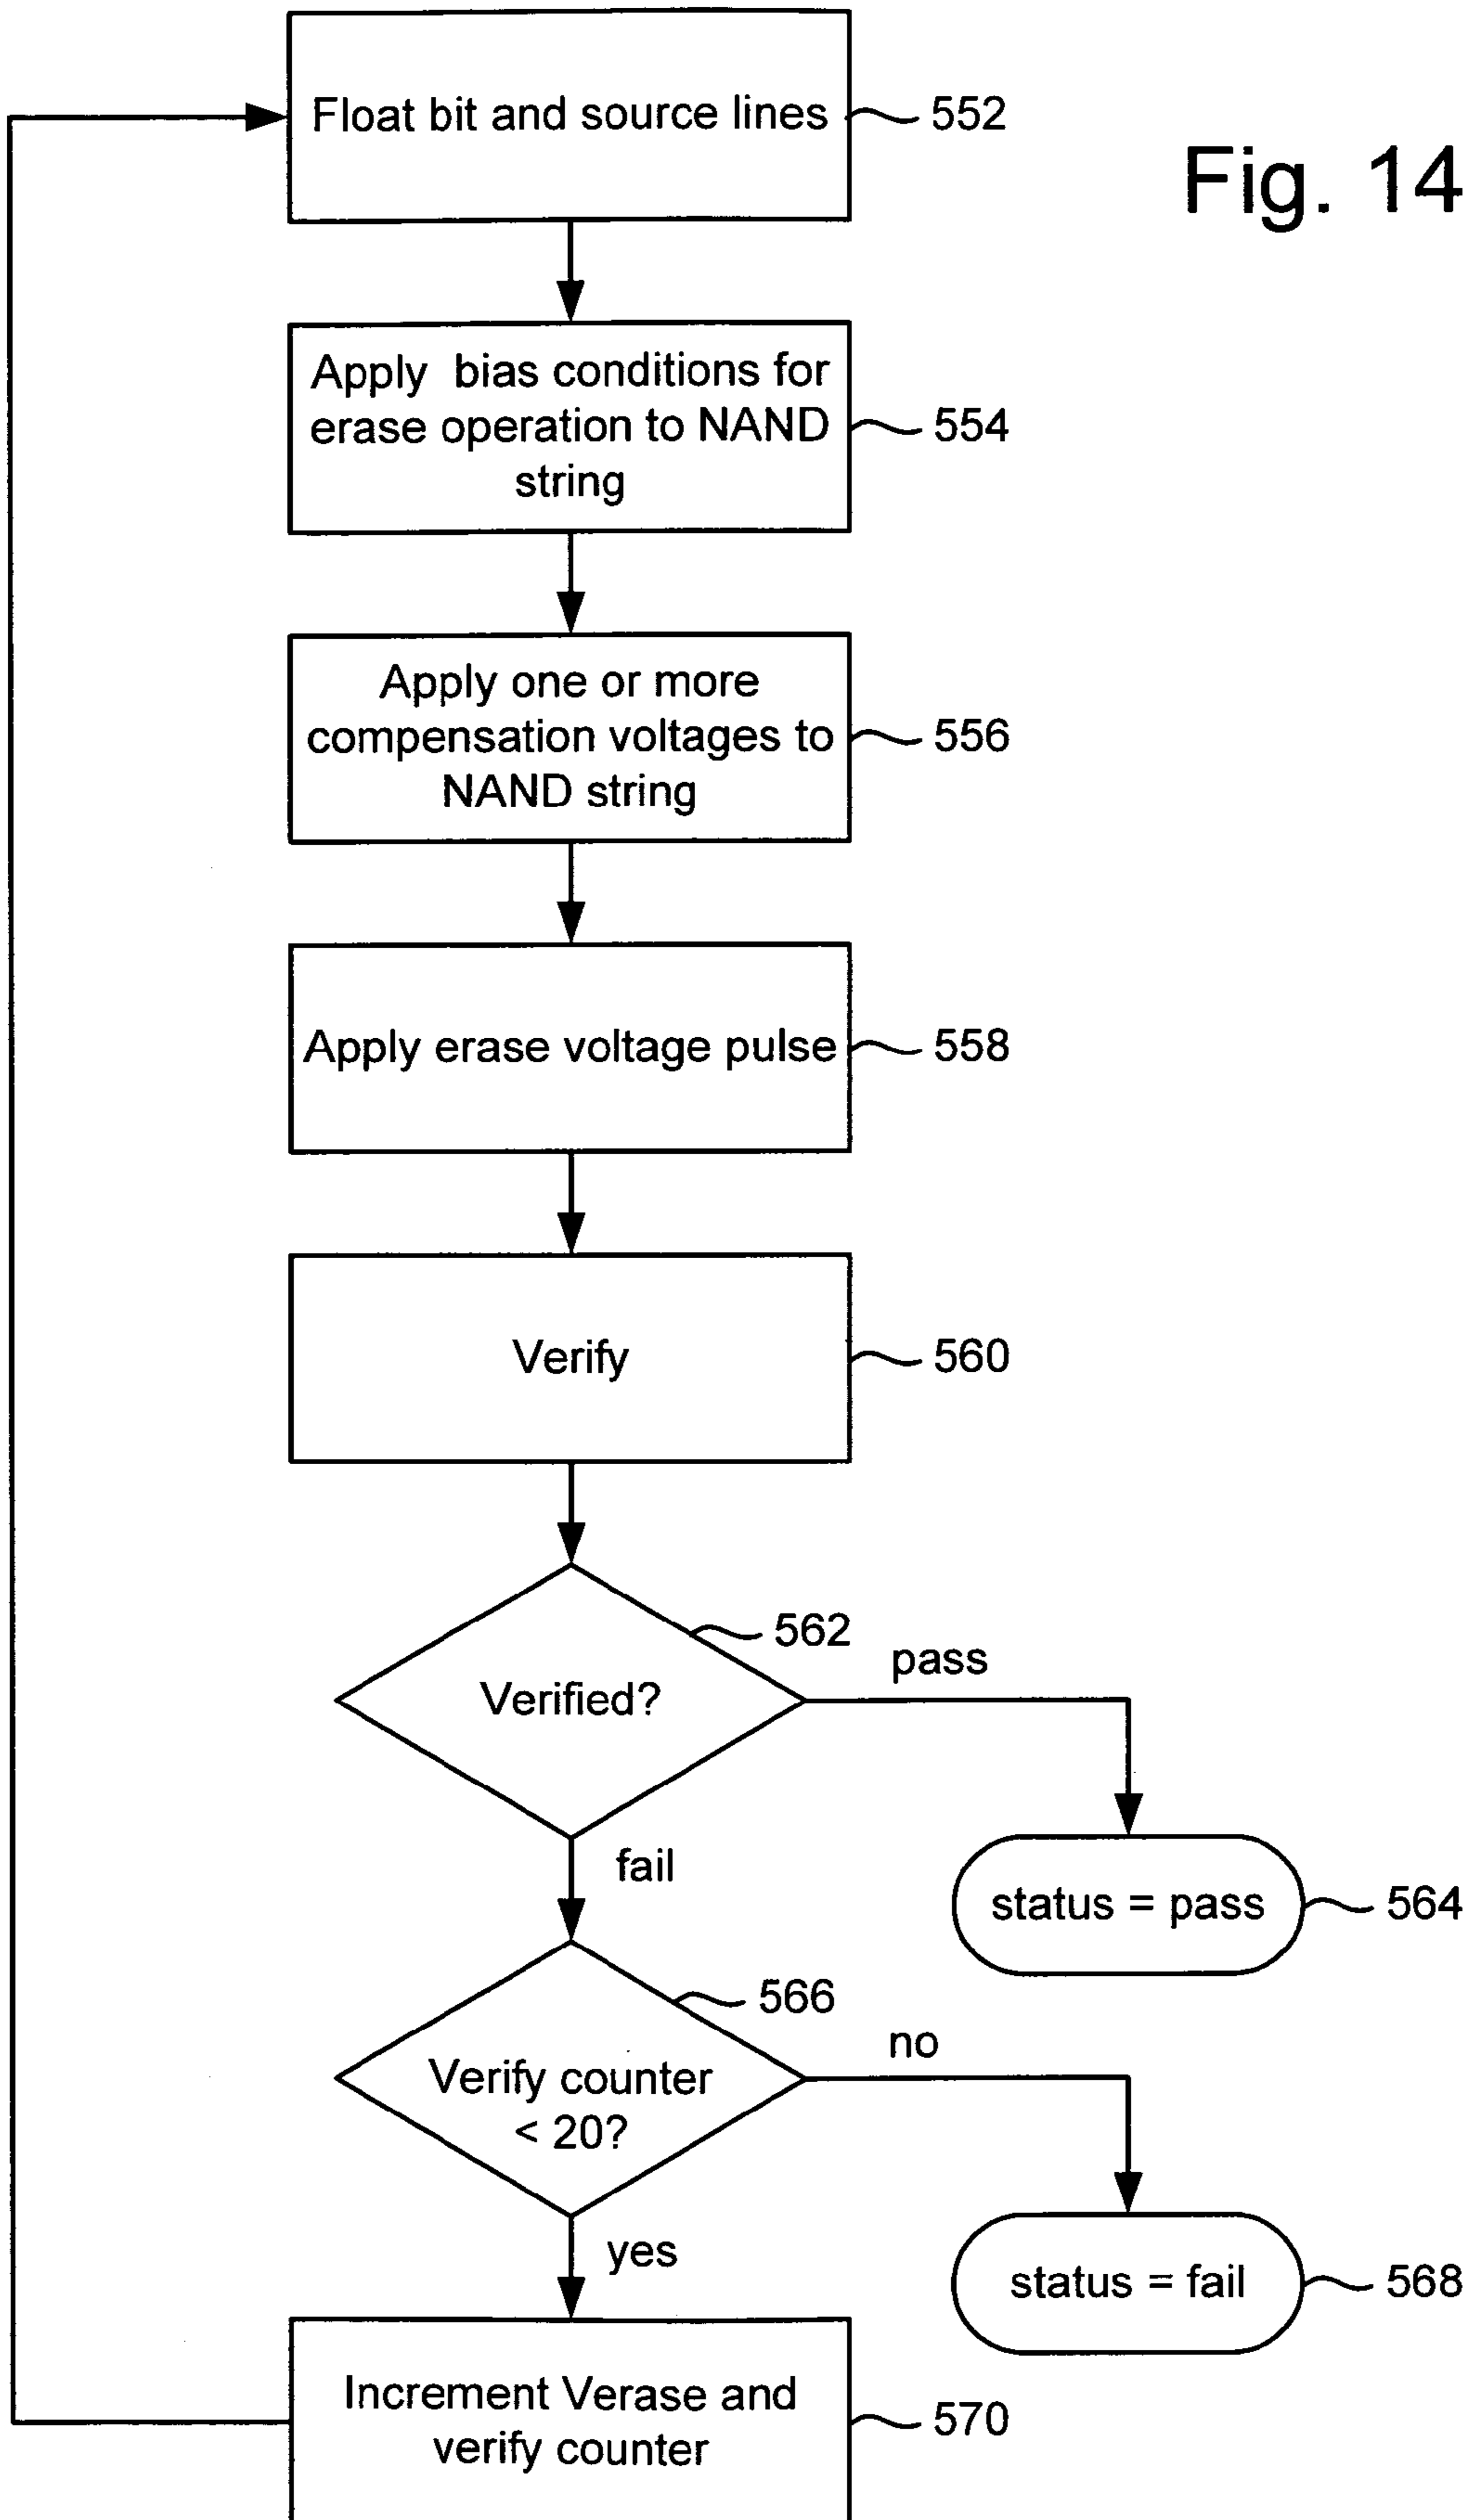 Float bit and source lines
552
Fig. 14
Apply bias conditions for
erase operation to NAND
string
554
Apply one or more
compensation voltages to
NAND string
556
Apply erase voltage pulse
558
Verify
560
562
Verified?
pass
fail
status = pass
564
566
Verify counter
< 20?
no
yes
status = fail
568
Increment Verase and
verify counter
570